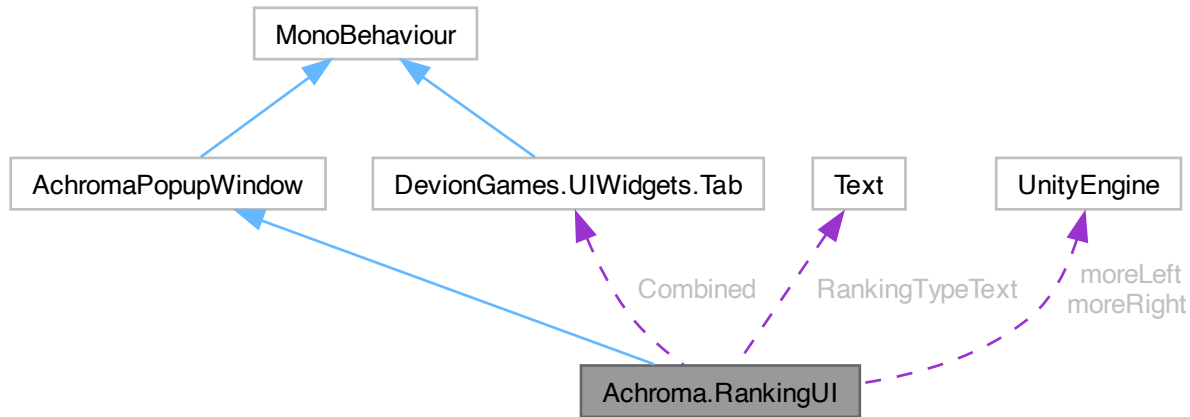 MonoBehaviour
AchromaPopupWindow
DevionGames.UIWidgets.Tab
Text
UnityEngine
Combined
RankingTypeText
moreLeft
moreRight
Achroma.RankingUI